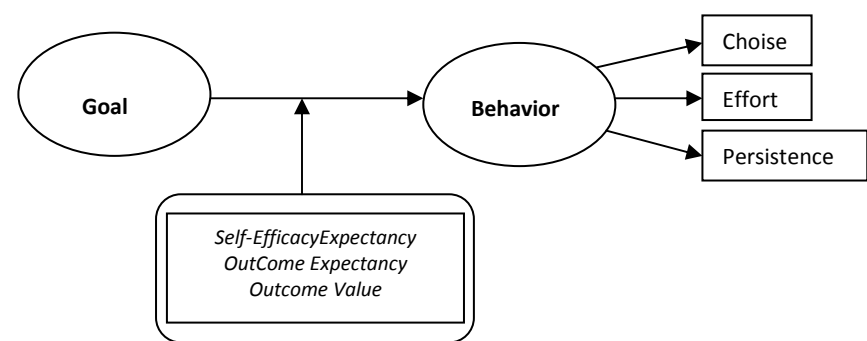 Goal
Behavior
Choise
Effort
Persistence
Self-EfficacyExpectancy
OutCome Expectancy
Outcome Value